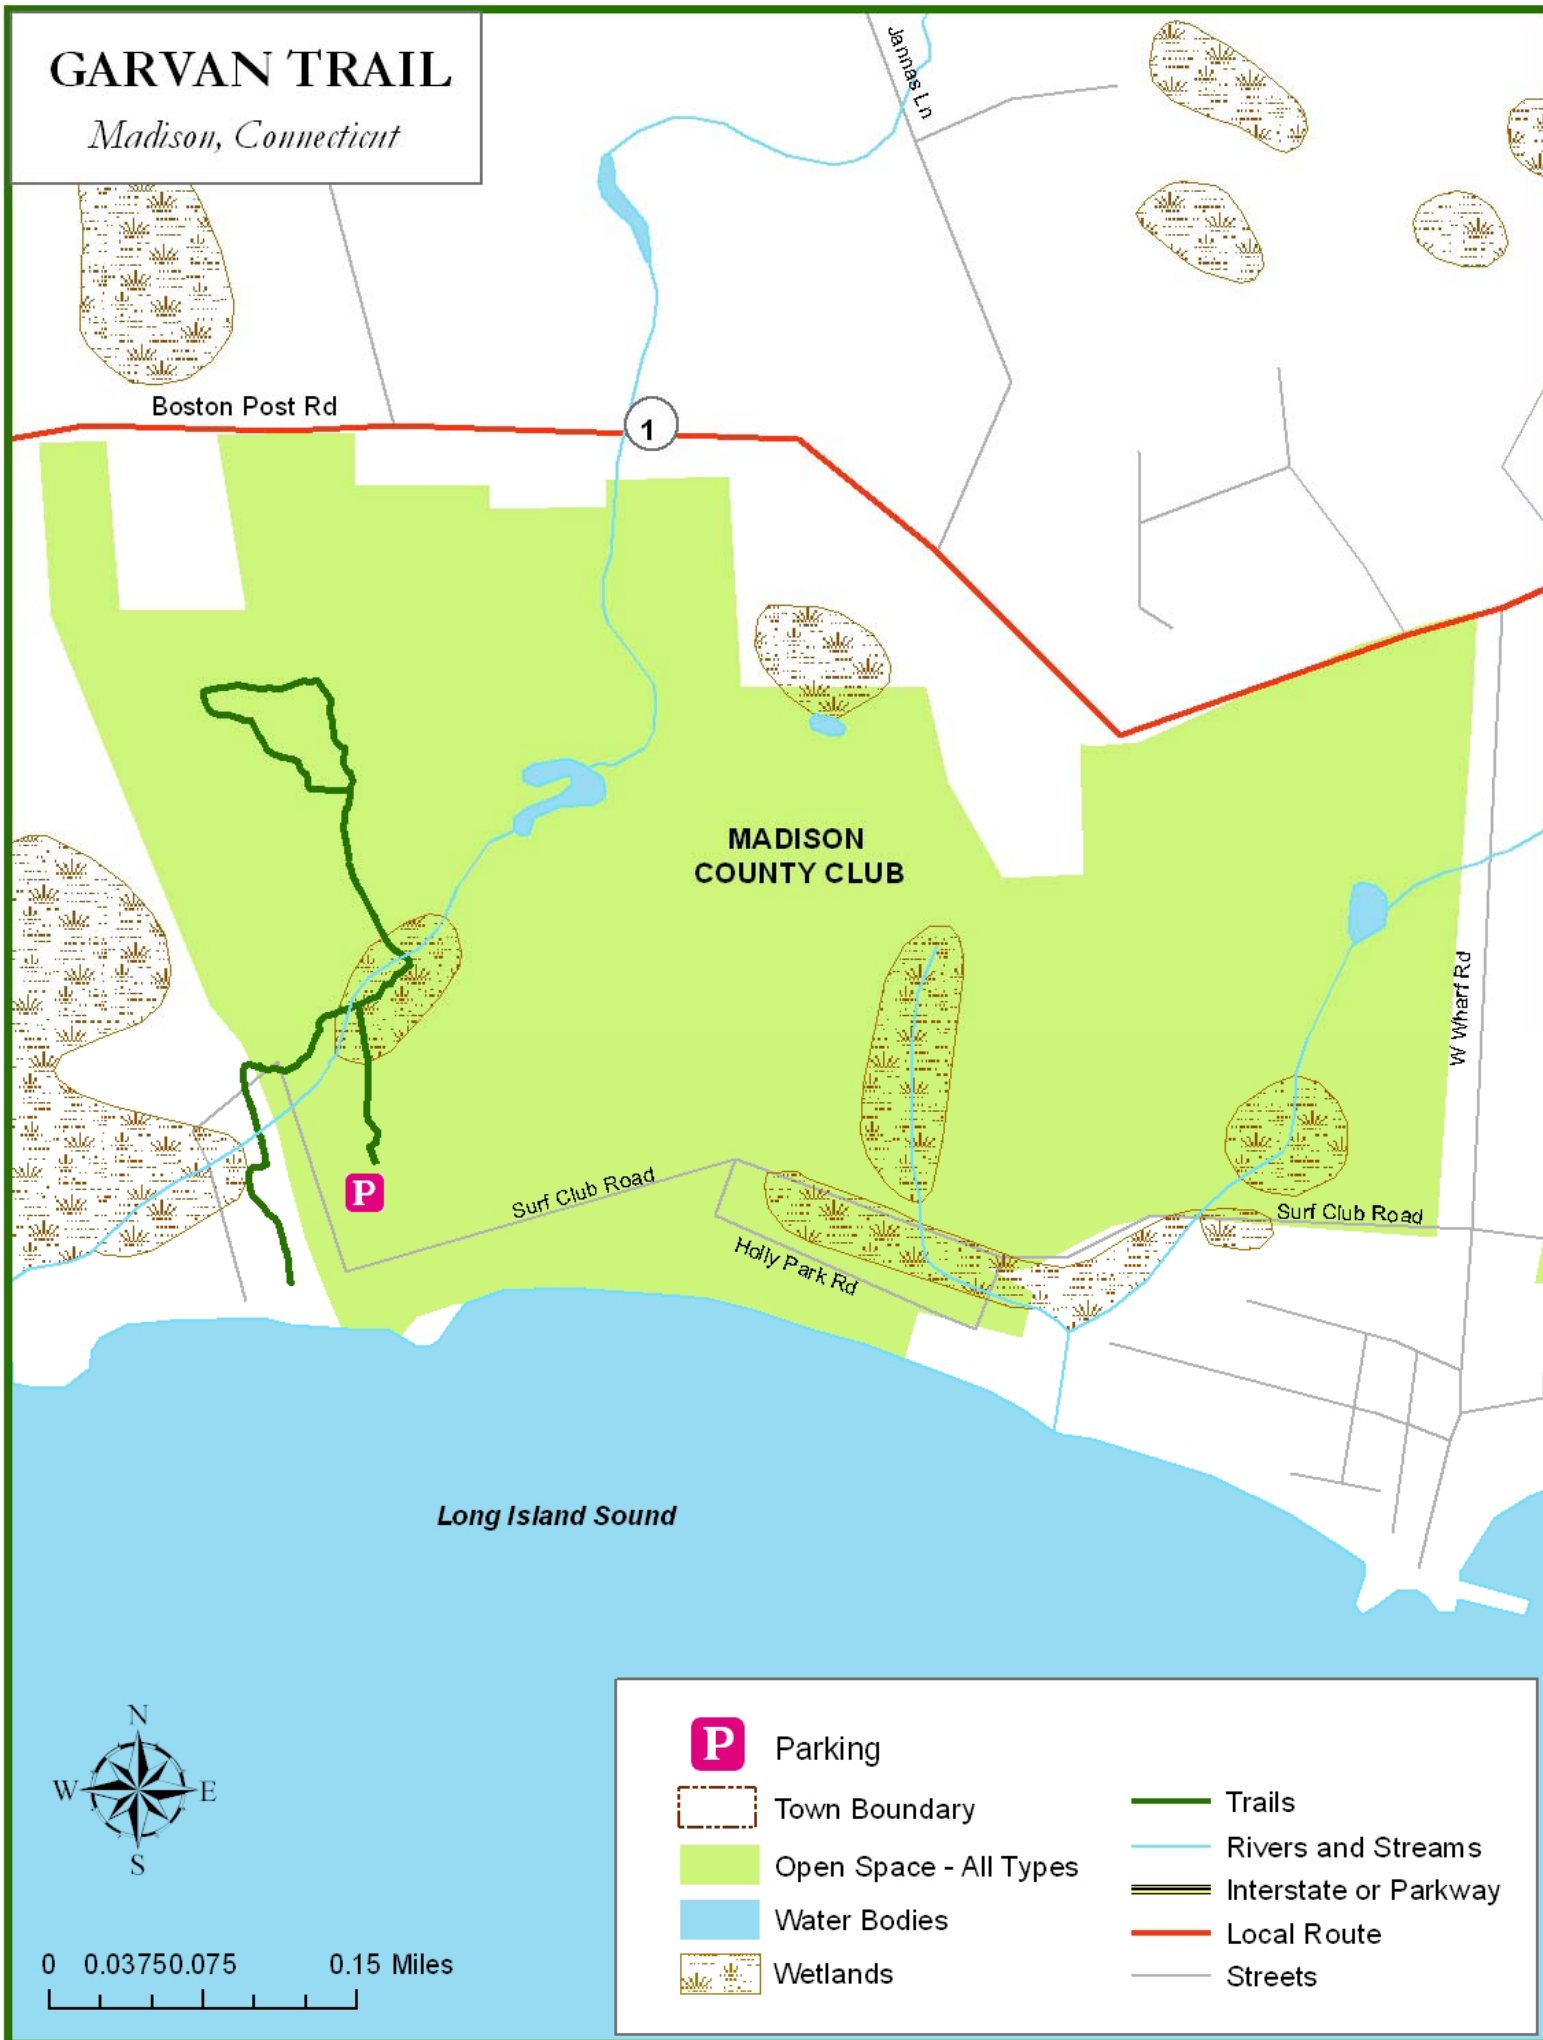 GARVAN TRAIL
Madison, Connecticut
Jannas Ln
Boston Post Rd
1
MADISON
COUNTY CLUB
W Wharf Rd
P
Surf Club Road
Surf Club Road
Holly Park Rd
Long Island Sound
N
W E
S
0 0.03750.075 0.15 Miles
P Parking
Town Boundary
Open Space - All Types
Water Bodies
Wetlands
Trails
Rivers and Streams
Interstate or Parkway
Local Route
Streets